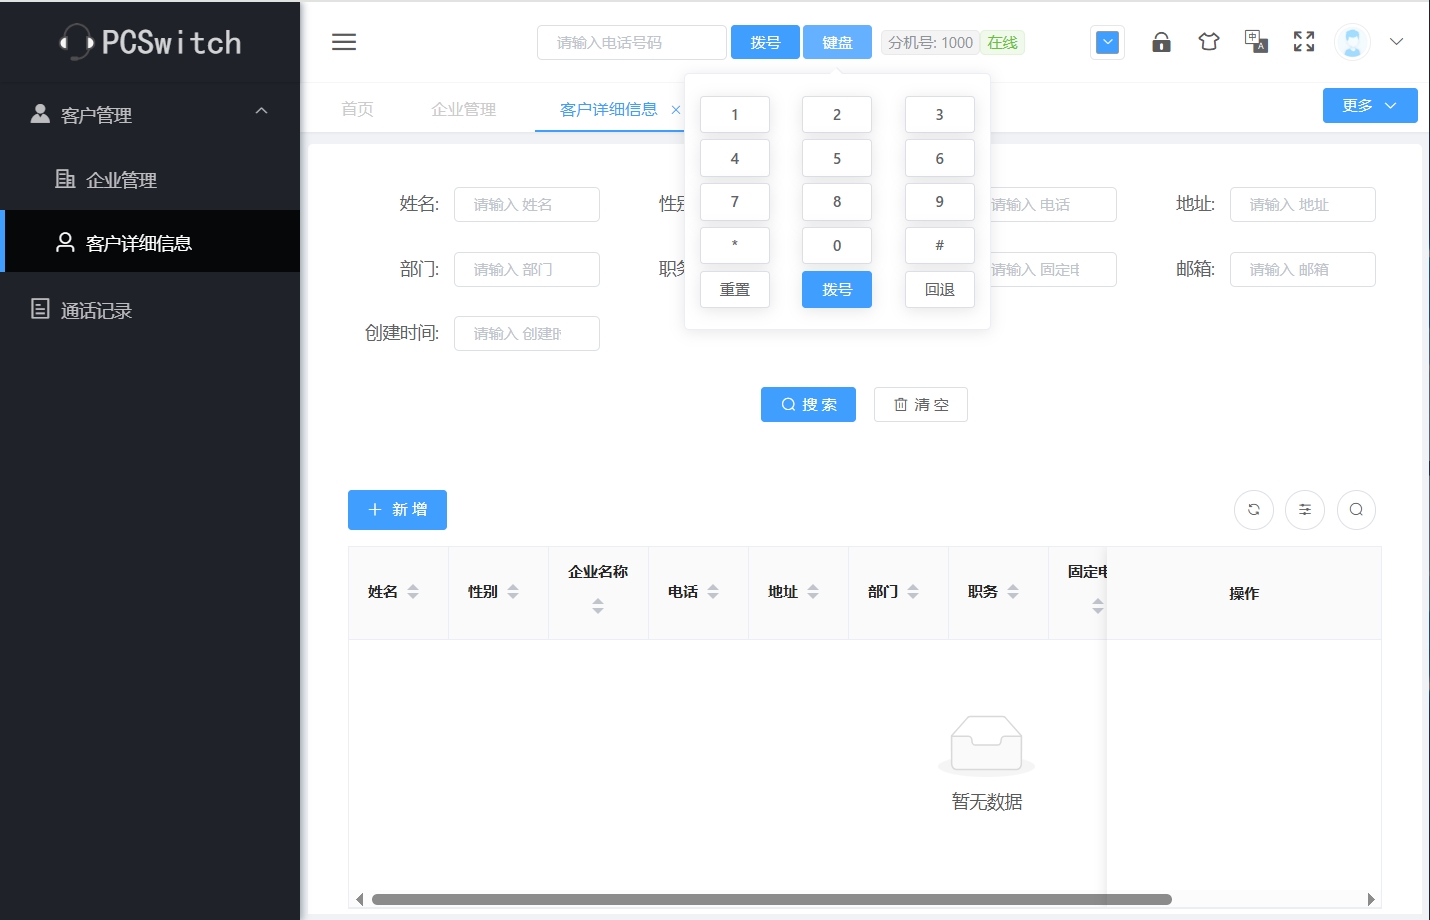 PCSwitch
请输入电话号码
拨号
键盘
分机号: 1000
在线
中
A
客户管理
企业管理
客户详细信息
通话记录
首页
企业管理
客户详细信息
更多
1 2 3
4 5 6
7 8 9
* 0 #
重置 拨号 回退
姓名: 请输入 姓名
性别
请输入 电话
地址: 请输入 地址
部门: 请输入 部门
职务
请输入 固定电
邮箱: 请输入 邮箱
创建时间: 请输入 创建时
搜 索
清 空
新 增
姓名
性别
企业名称
电话
地址
部门
职务
固定电
操作
暂无数据